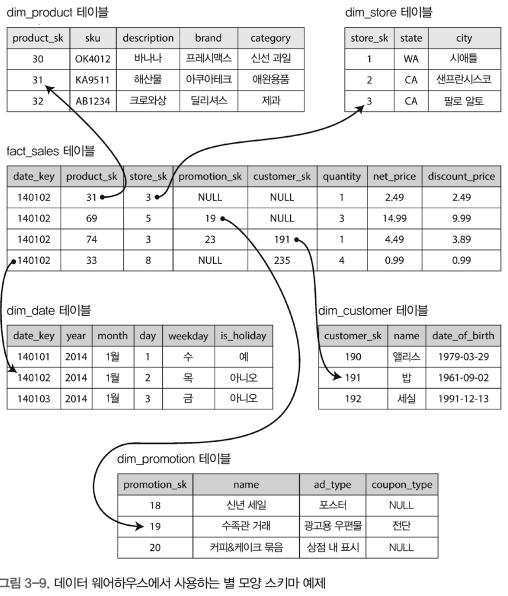 dim_product 테이블
product_sk sku description brand category
30 OK4012 바나나 프레시맥스 신선 과일
31 KA9511 해산물 아쿠아테크 애완용품
32 AB1234 크로와상 딜리셔스 제과
dim_store 테이블
store_sk state city
1 WA 시애틀
2 CA 샌프란시스코
3 CA 팔로 알토
fact_sales 테이블
date_key product_sk store_sk promotion_sk customer_sk quantity net_price discount_price
140102 31 3 NULL NULL 1 2.49 2.49
140102 69 5 19 NULL 3 14.99 9.99
140102 74 3 23 191 1 4.49 3.89
140102 33 8 NULL 235 4 0.99 0.99
dim_date 테이블
date_key year month day weekday is_holiday
140101 2014 1월 1 수 예
140102 2014 1월 2 목 아니오
140103 2014 1월 3 금 아니오
dim_customer 테이블
customer_sk name date_of_birth
190 앨리스 1979-03-29
191 밥 1961-09-02
192 세실 1991-12-13
dim_promotion 테이블
promotion_sk name ad_type coupon_type
18 신년 세일 포스터 NULL
19 수족관 거래 광고용 우편물 전단
20 커피&케이크 묶음 상점 내 표시 NULL
그림 3-9. 데이터 웨어하우스에서 사용하는 별 모양 스키마 예제